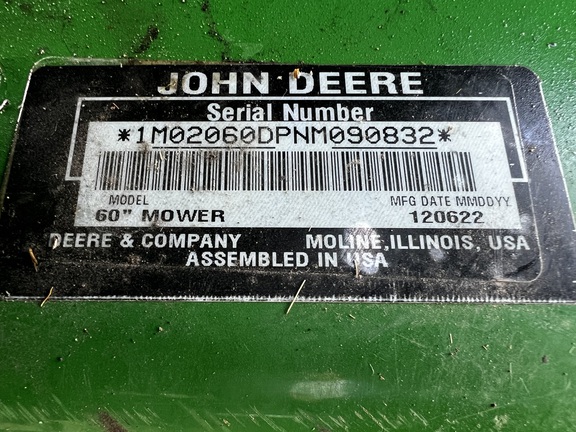 JOHN DEERE
Serial Number
*1M02060DPNM090832*
MODEL MFG DATE MMDDYY
60" MOWER 120622
DEERE & COMPANY MOLINE, ILLINOIS, USA
ASSEMBLED IN USA